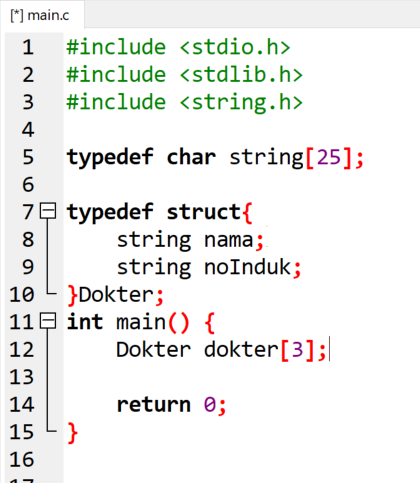 [*] main.c
1 #include <stdio.h>
2 #include <stdlib.h>
3 #include <string.h>
4
5 typedef char string[25];
6
7 typedef struct{
8     string nama;
9     string noInduk;
10 }Dokter;
11 int main() {
12     Dokter dokter[3];
13
14     return 0;
15 }
16